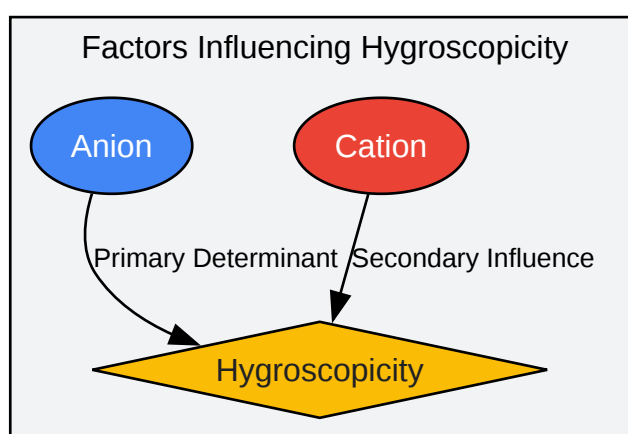 Factors Influencing Hygroscopicity
Anion
Cation
Primary Determinant
Secondary Influence
Hygroscopicity